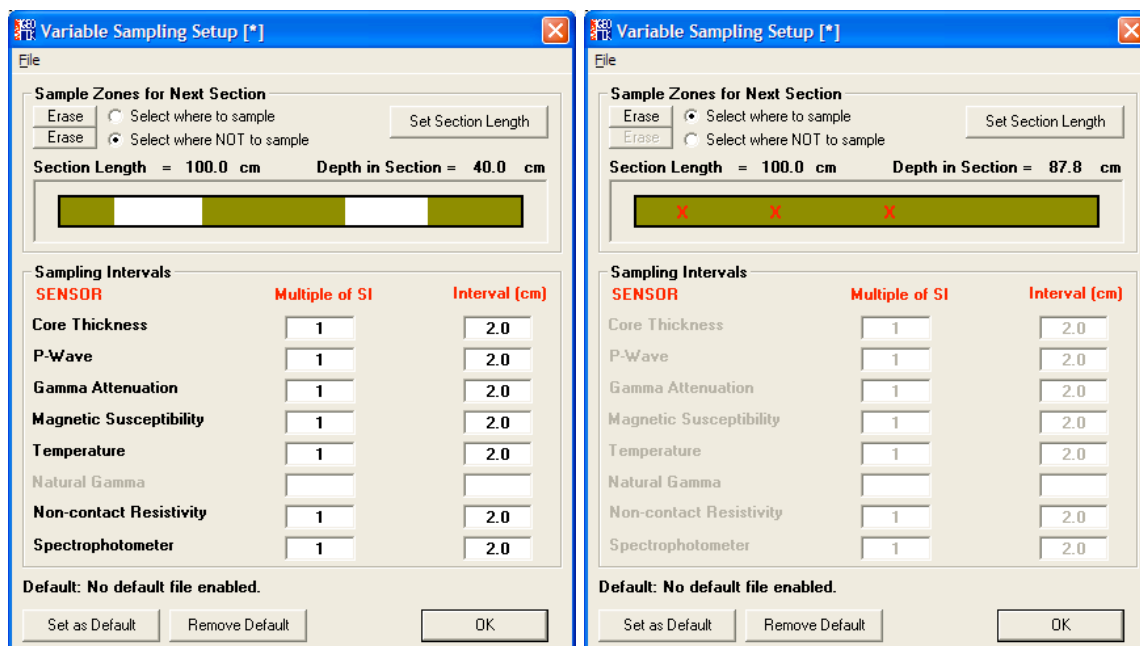 Variable Sampling Setup [*]
File
Sample Zones for Next Section
Erase Select where to sample
Erase Select where NOT to sample
Set Section Length
Section Length = 100.0 cm Depth in Section = 40.0 cm
Sampling Intervals
SENSOR Multiple of SI Interval (cm)
Core Thickness 1 2.0
P-Wave 1 2.0
Gamma Attenuation 1 2.0
Magnetic Susceptibility 1 2.0
Temperature 1 2.0
Natural Gamma
Non-contact Resistivity 1 2.0
Spectrophotometer 1 2.0
Default: No default file enabled.
Set as Default Remove Default OK
Variable Sampling Setup [*]
File
Sample Zones for Next Section
Erase Select where to sample
Erase Select where NOT to sample
Set Section Length
Section Length = 100.0 cm Depth in Section = 87.8 cm
X X X
Sampling Intervals
SENSOR Multiple of SI Interval (cm)
Core Thickness 1 2.0
P-Wave 1 2.0
Gamma Attenuation 1 2.0
Magnetic Susceptibility 1 2.0
Temperature 1 2.0
Natural Gamma
Non-contact Resistivity 1 2.0
Spectrophotometer 1 2.0
Default: No default file enabled.
Set as Default Remove Default OK